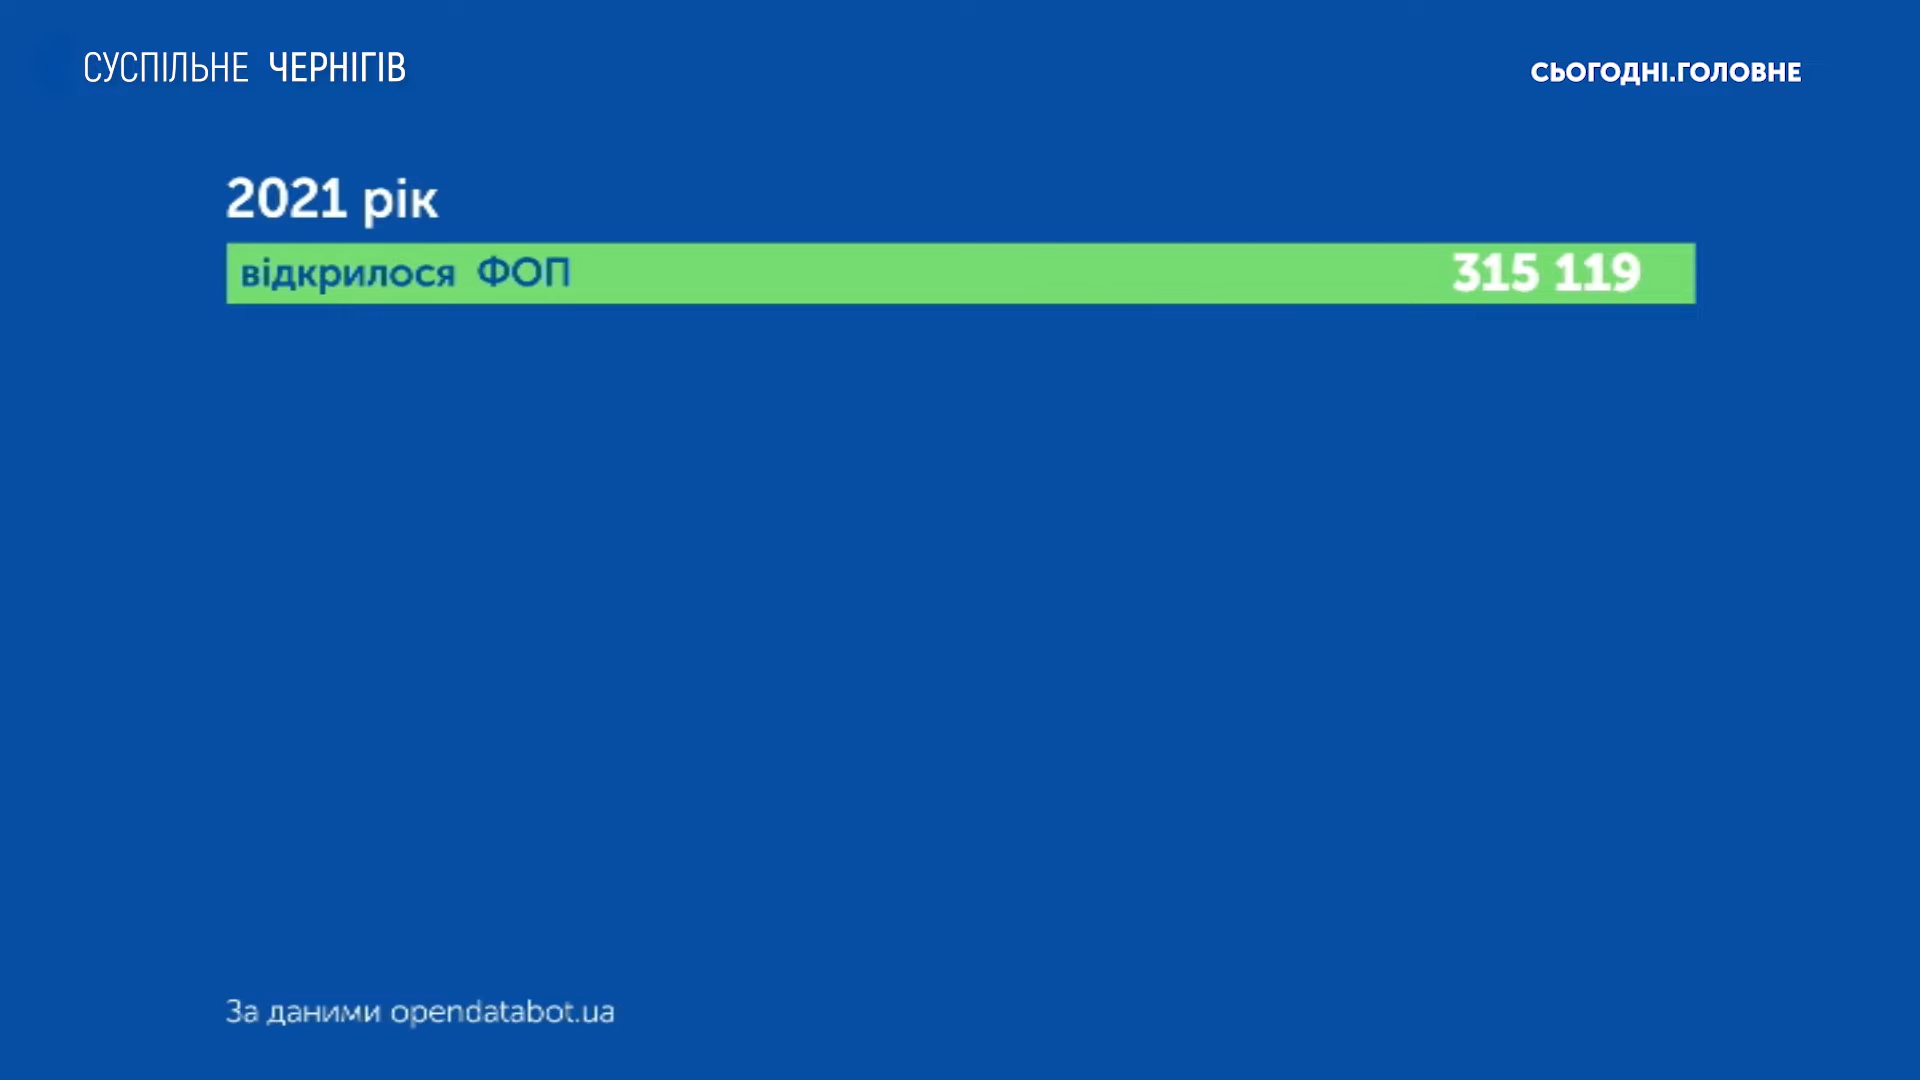 СУСПІЛЬНЕ ЧЕРНІГІВ
СЬОГОДНІ.ГОЛОВНЕ
2021 рік
відкрилося ФОП 315 119
За даними opendatabot.ua